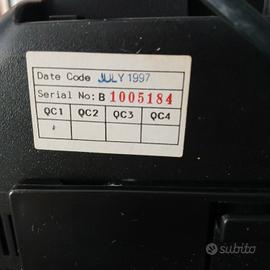 Date Code JULY 1997
Serial No: B 1005184
QC1 QC2 QC3 QC4
subito